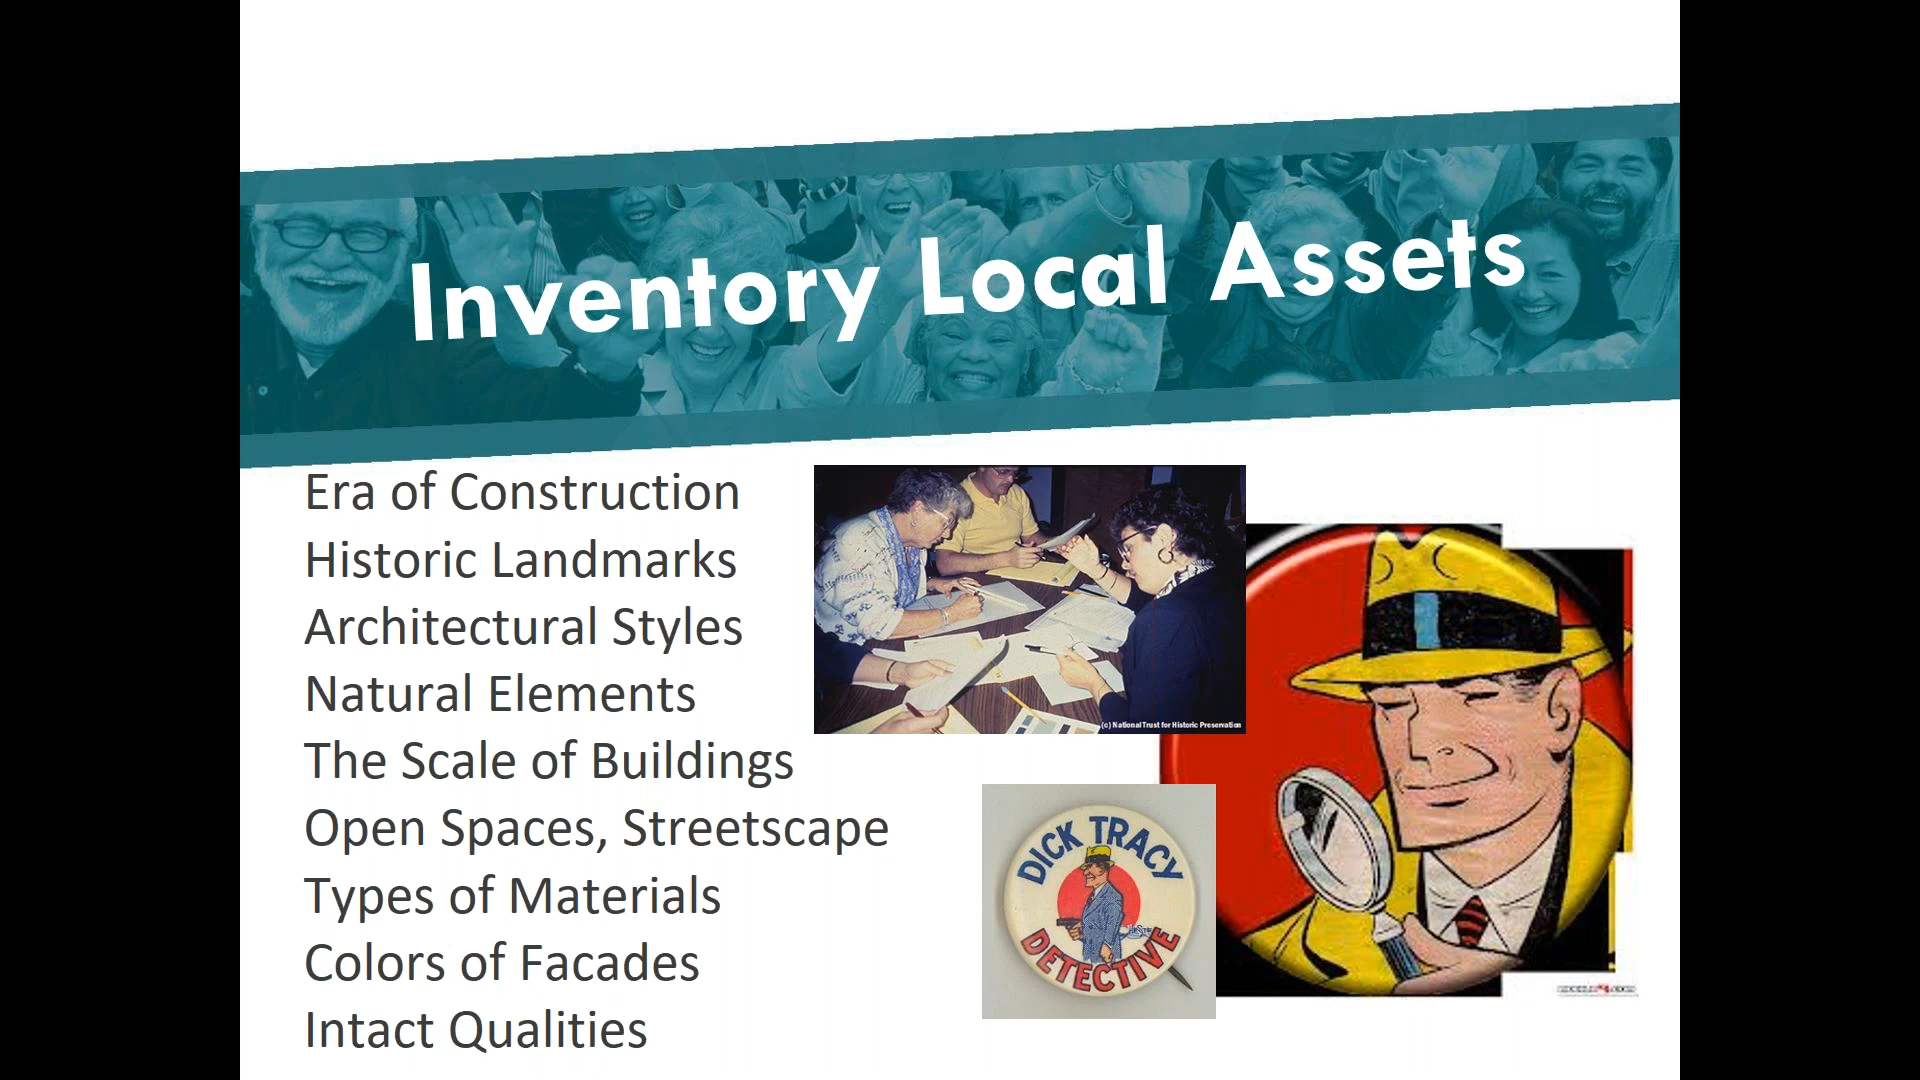 Inventory Local Assets
Era of Construction
Historic Landmarks
Architectural Styles
Natural Elements
The Scale of Buildings
Open Spaces, Streetscape
Types of Materials
Colors of Facades
Intact Qualities
(c) National Trust for Historic Preservation
DICK TRACY
DETECTIVE